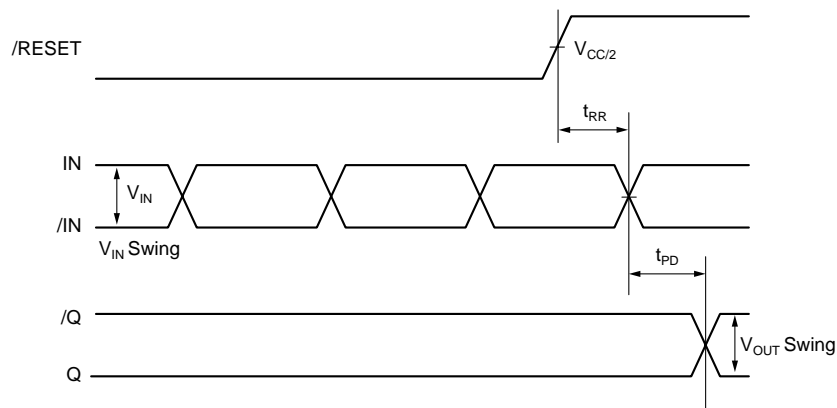 /RESET
VCC/2
tRR
IN
VIN
/IN
VIN Swing
tPD
/Q
VOUT Swing
Q